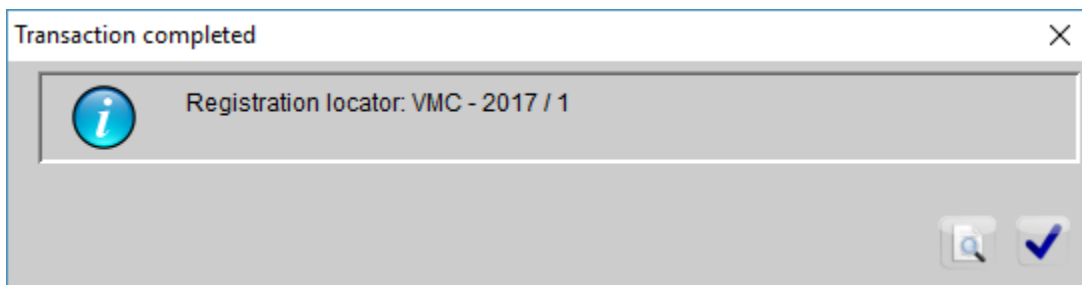 Transaction completed
Registration locator: VMC - 2017 / 1